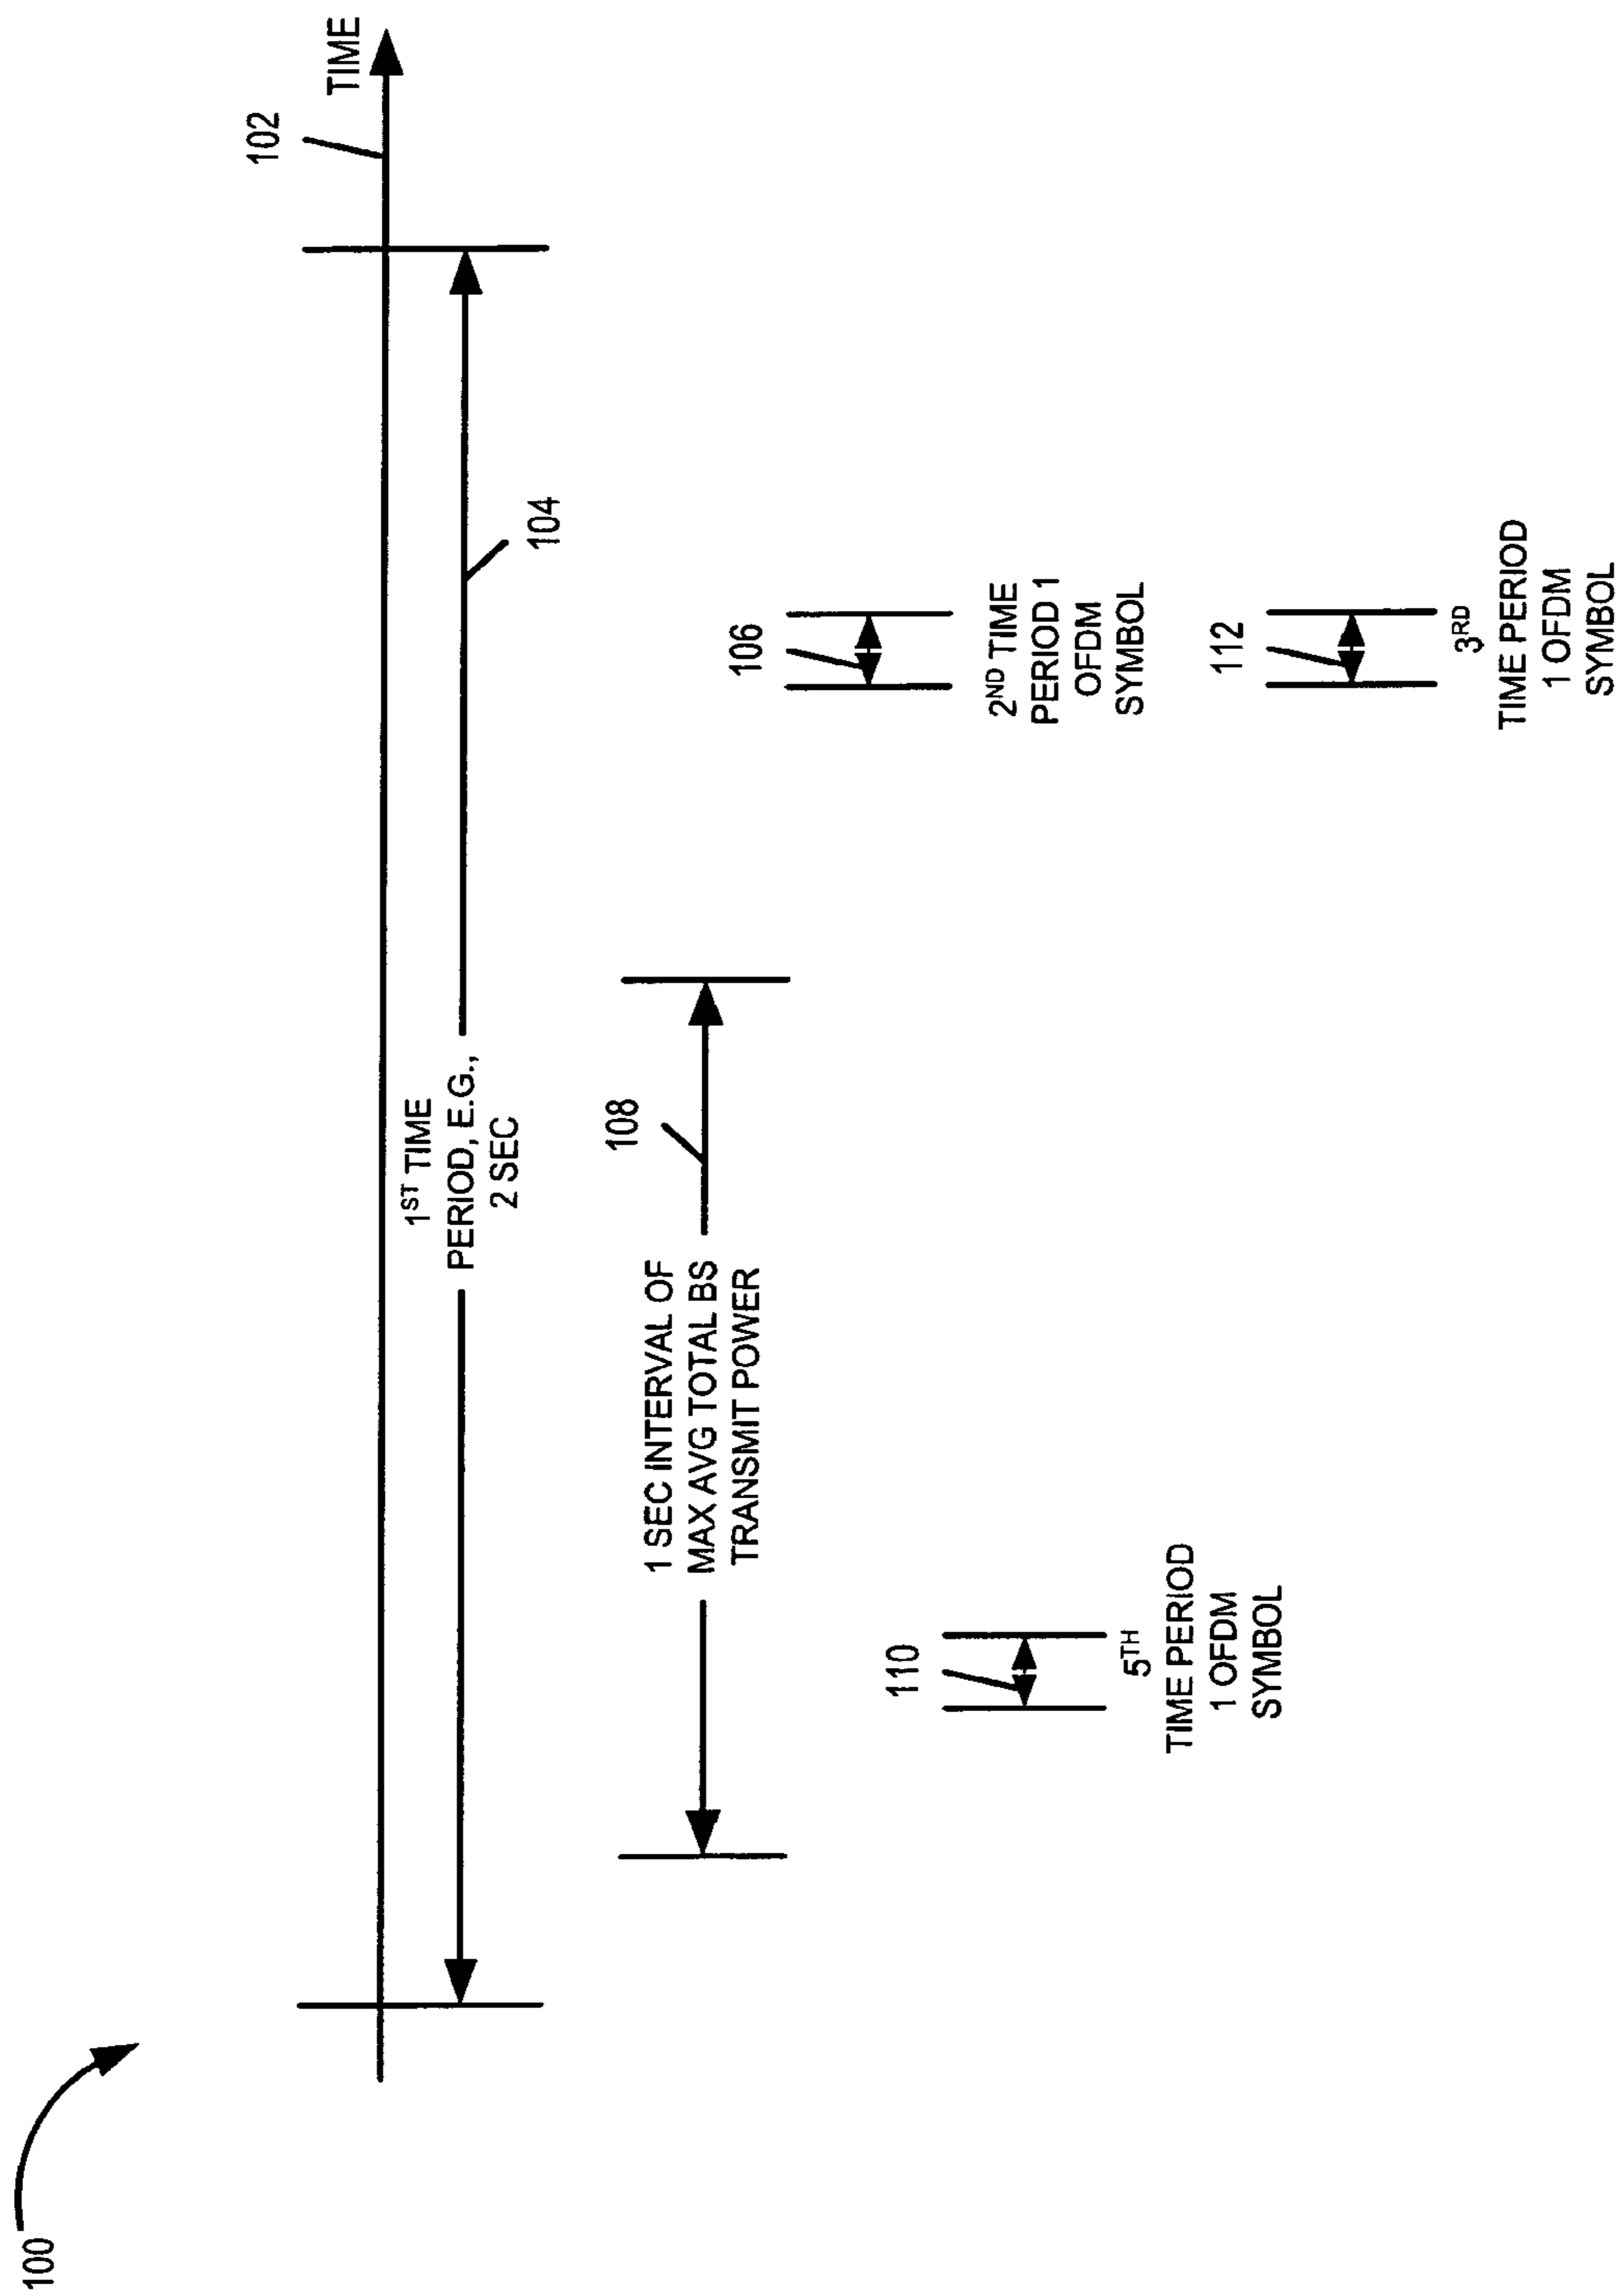 100
102
TIME
1ST TIME
PERIOD, E.G.,
2 SEC
104
108
1 SEC INTERVAL OF
MAX AVG TOTAL BS
TRANSMIT POWER
106
2ND TIME
PERIOD 1
OFDM
SYMBOL
110
5TH
TIME PERIOD
1 OFDM
SYMBOL
112
3RD
TIME PERIOD
1 OFDM
SYMBOL